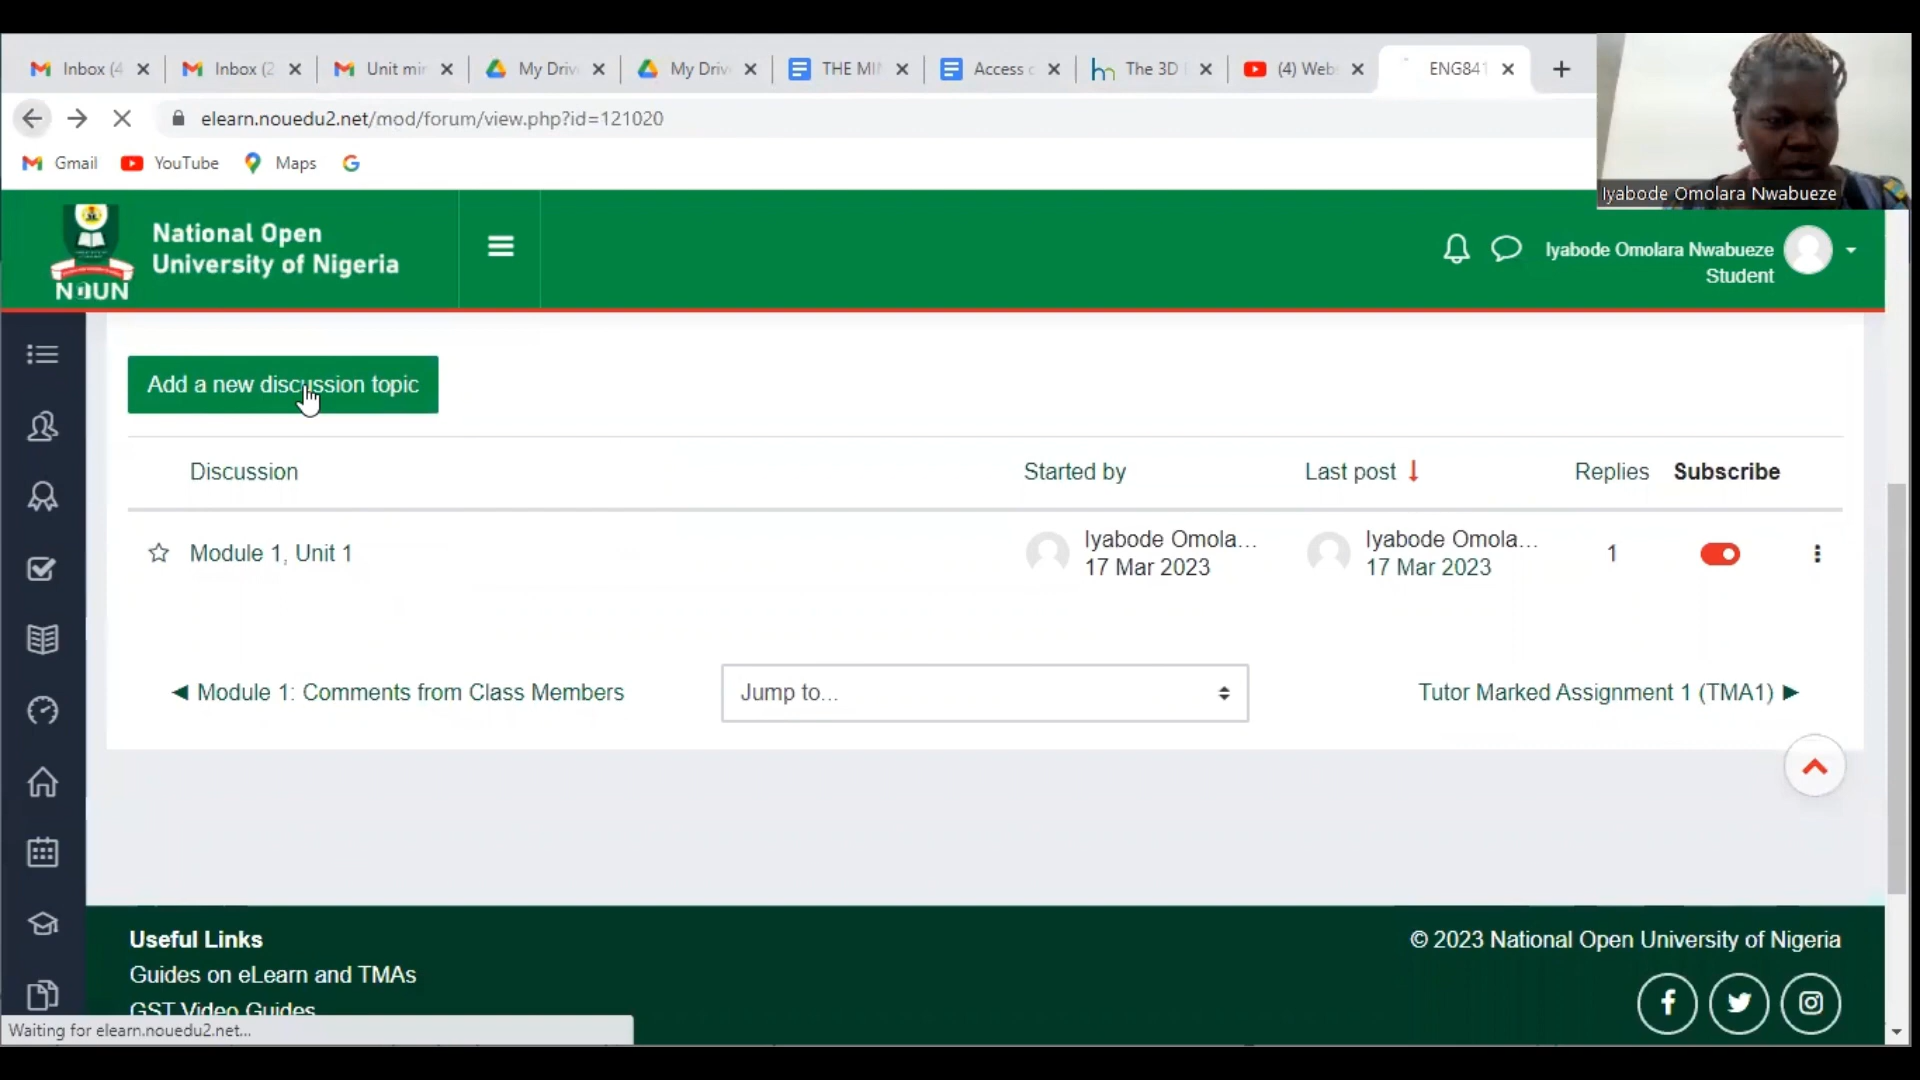 Inbox (4
Inbox (2
Unit mi
My Driv
My Driv
THE MI
Access
The 3D
(4) Web
ENG841
elearn.nouedu2.net/mod/forum/view.php?id=121020
Gmail
YouTube
Maps
Iyabode Omolara Nwabueze
National Open
University of Nigeria
NOUN
Iyabode Omolara Nwabueze
Student
Add a new discussion topic
Discussion
Started by
Last post
Replies
Subscribe
Module 1, Unit 1
Iyabode Omola...
17 Mar 2023
Iyabode Omola...
17 Mar 2023
1
Module 1: Comments from Class Members
Jump to...
Tutor Marked Assignment 1 (TMA1)
Useful Links
© 2023 National Open University of Nigeria
Guides on eLearn and TMAs
GST Video Guides
Waiting for elearn.nouedu2.net...